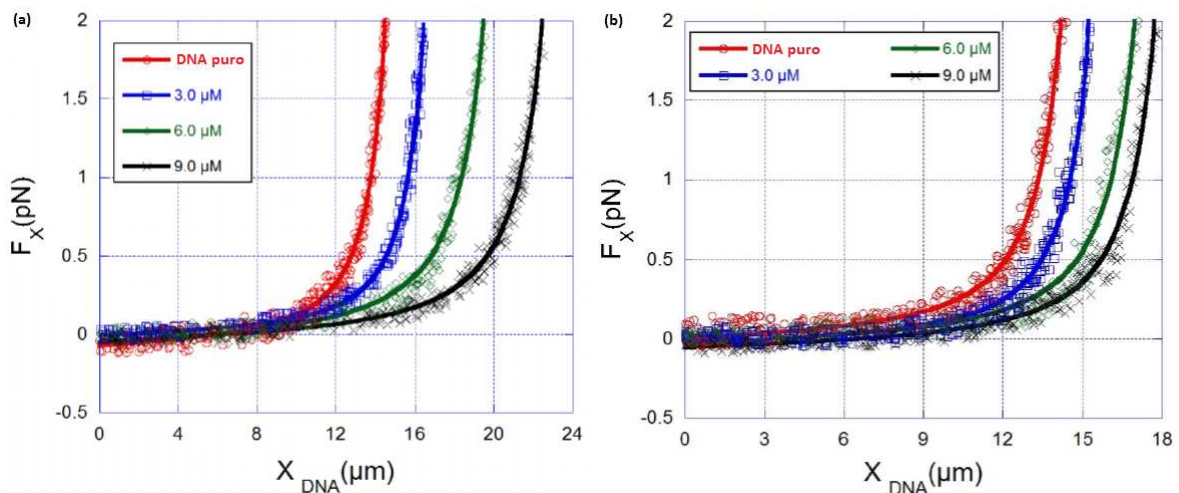 (a)
2
1.5
1
0.5
0
-0.5
F_X(pN)
DNA puro
3.0 µM
6.0 µM
9.0 µM
0 4 8 12 16 20 24
X_DNA(µm)
(b)
2
1.5
1
0.5
0
-0.5
F_X(pN)
DNA puro 6.0 µM
3.0 µM 9.0 µM
0 3 6 9 12 15 18
X_DNA(µm)